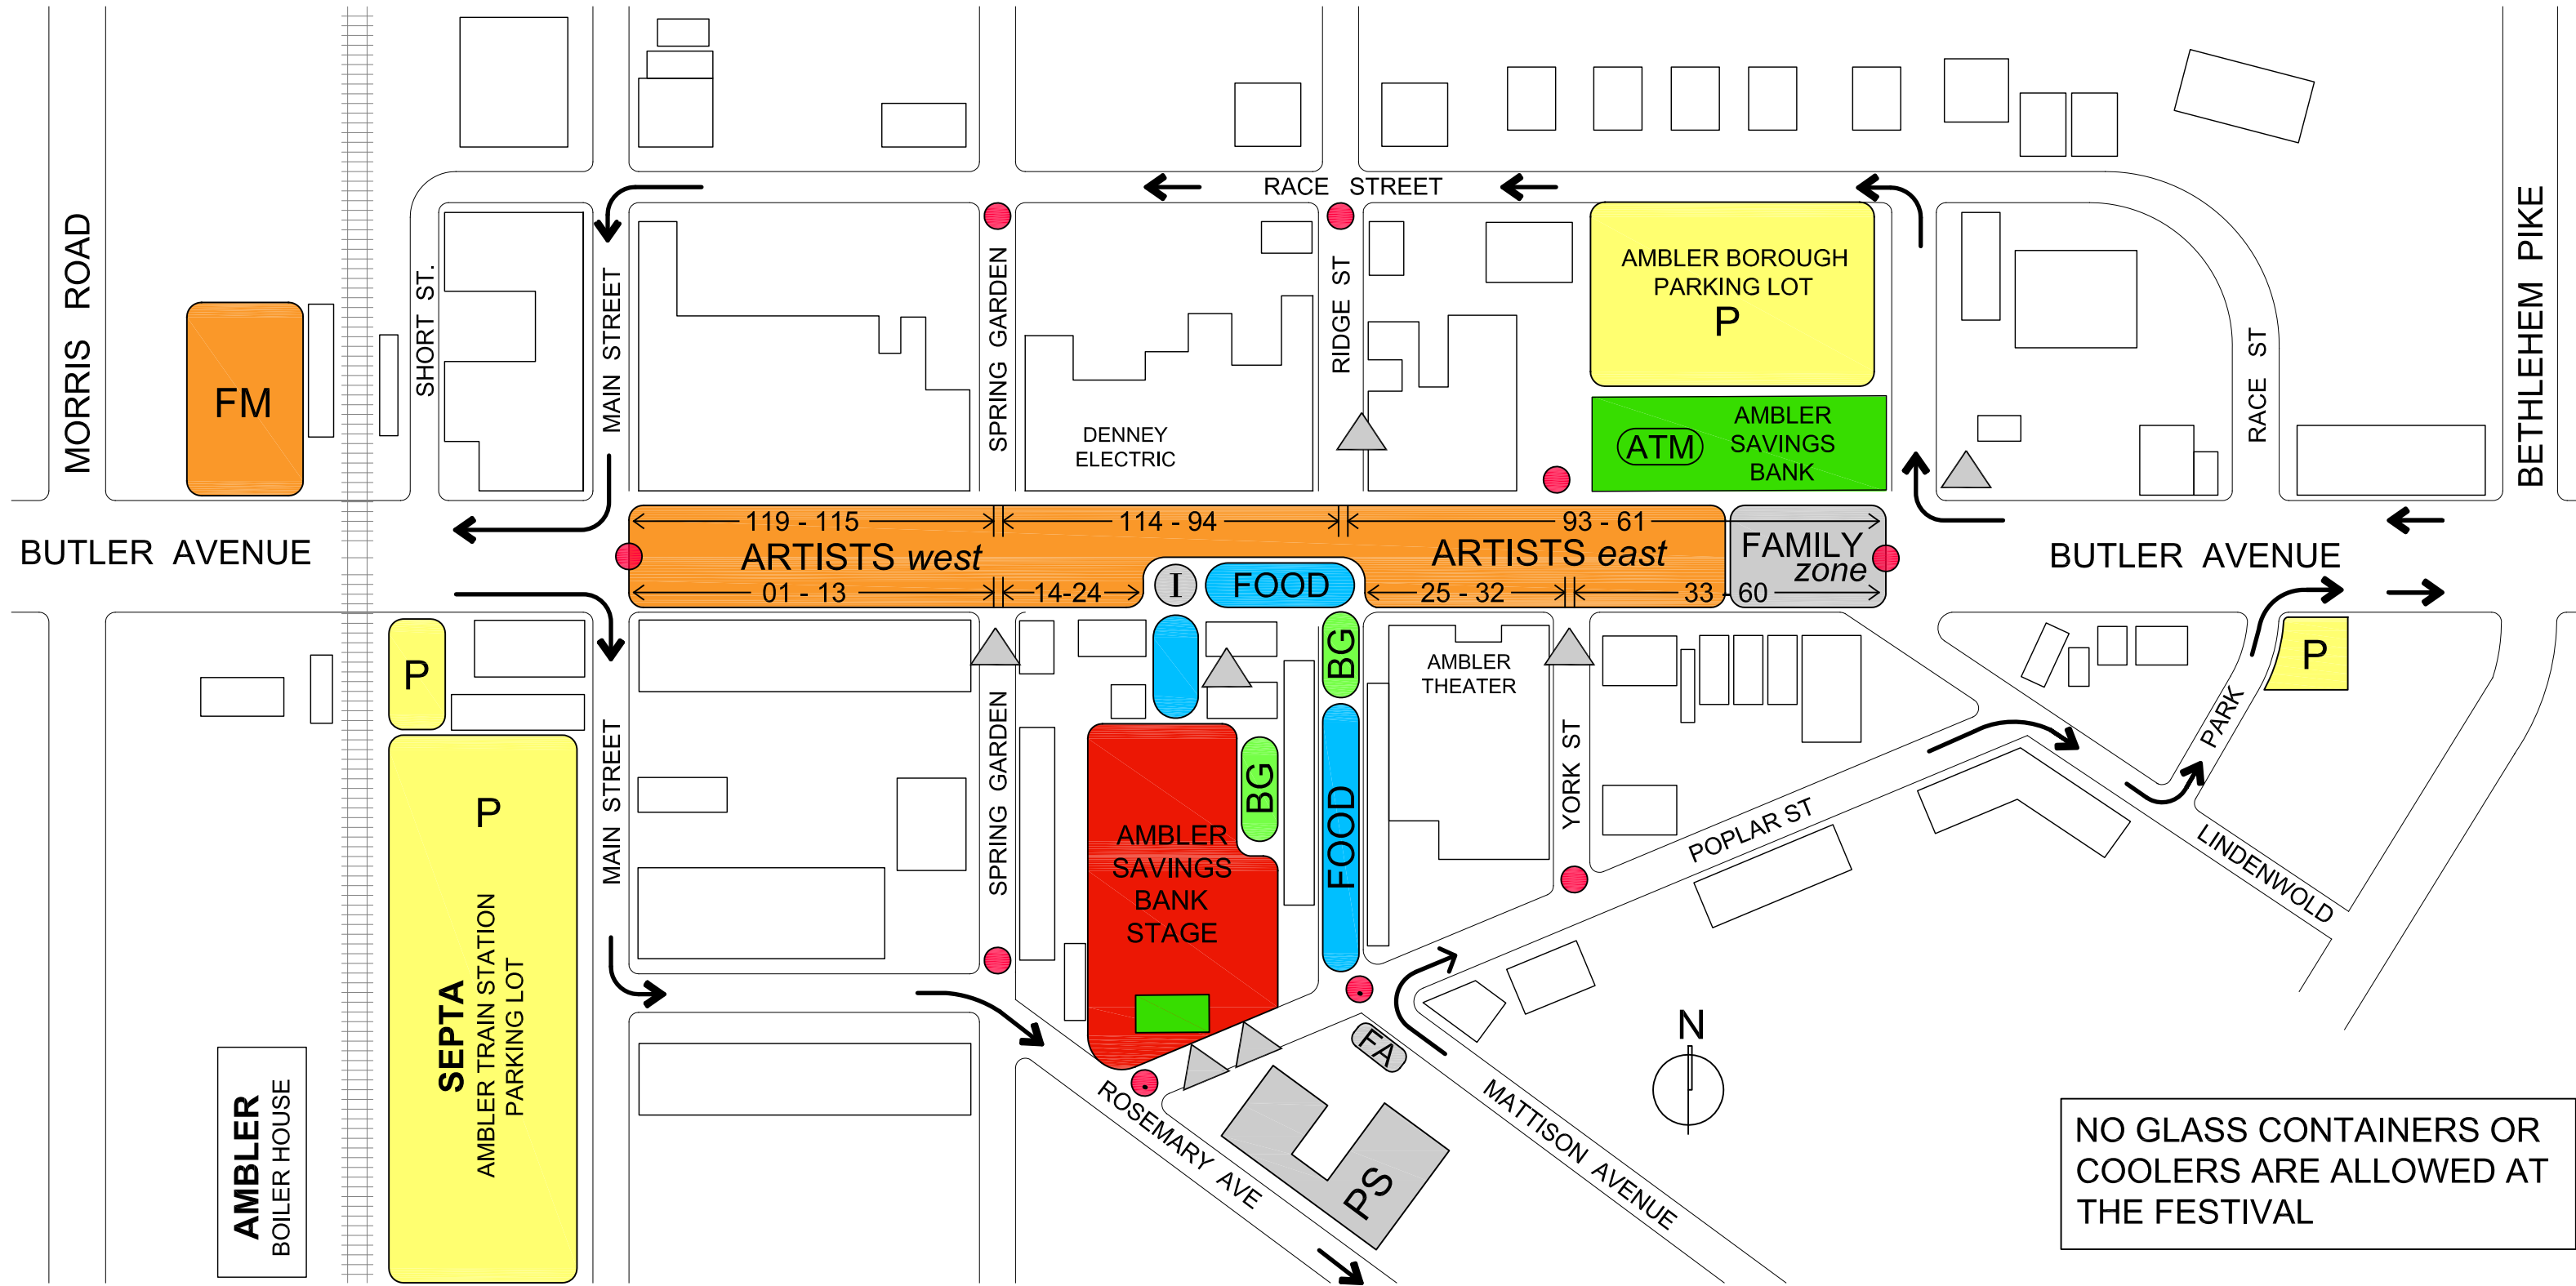 RACE STREET
MORRIS ROAD
SHORT ST.
MAIN STREET
SPRING GARDEN
RIDGE ST
AMBLER BOROUGH
PARKING LOT
P
RACE ST
BETHLEHEM PIKE
FM
DENNEY
ELECTRIC
ATM
AMBLER
SAVINGS
BANK
119 - 115
114 - 94
93 - 61
BUTLER AVENUE
ARTISTS west
ARTISTS east
FAMILY
zone
BUTLER AVENUE
I
FOOD
01 - 13
14-24
25 - 32
33 - 60
P
BG
AMBLER
THEATER
P
PARK
MAIN STREET
SPRING GARDEN
YORK ST
P
BG
FOOD
POPLAR ST
LINDENWOLD
AMBLER
SAVINGS
BANK
STAGE
SEPTA
AMBLER TRAIN STATION
PARKING LOT
N
FA
AMBLER
BOILER HOUSE
ROSEMARY AVE
PS
MATTISON AVENUE
NO GLASS CONTAINERS OR
COOLERS ARE ALLOWED AT
THE FESTIVAL